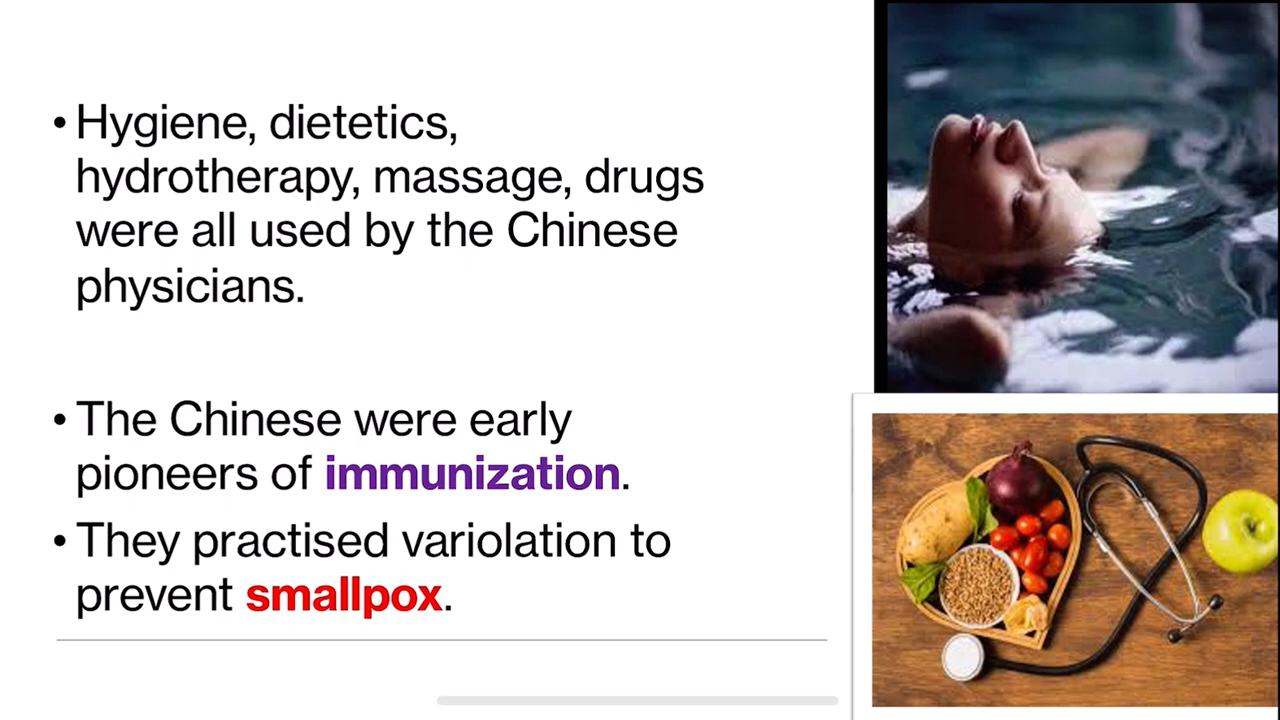 • Hygiene, dietetics,
hydrotherapy, massage, drugs
were all used by the Chinese
physicians.
• The Chinese were early
pioneers of immunization.
• They practised variolation to
prevent smallpox.